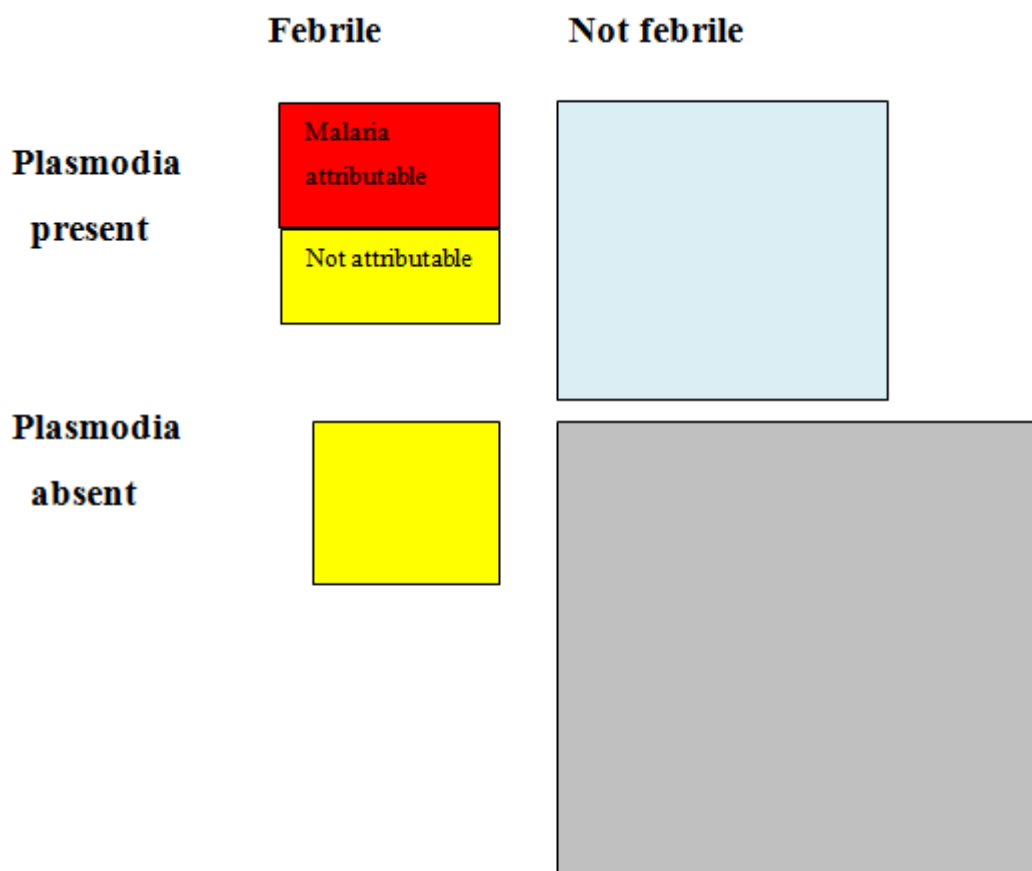 Febrile Not febrile
Malaria
attributable
Plasmodia
present
Not attributable
Plasmodia
absent